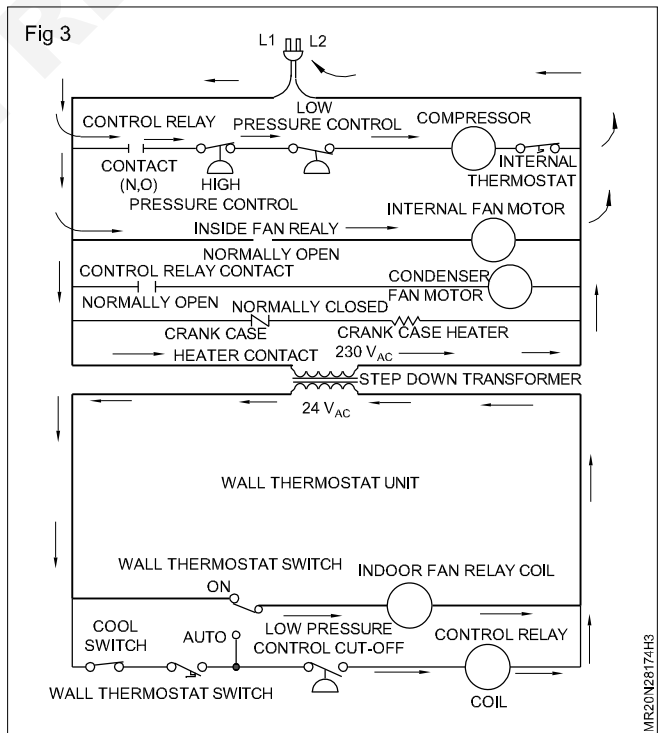 Fig 3
L1 L2
LOW
CONTROL RELAY PRESSURE CONTROL COMPRESSOR
CONTACT
(N,O)
HIGH
INTERNAL
THERMOSTAT
PRESSURE CONTROL
INTERNAL FAN MOTOR
INSIDE FAN REALY
NORMALLY OPEN
CONTROL RELAY CONTACT
CONDENSER
FAN MOTOR
NORMALLY OPEN
NORMALLY CLOSED
CRANK CASE
CRANK CASE HEATER
HEATER CONTACT
230 VAC
STEP DOWN TRANSFORMER
24 VAC
WALL THERMOSTAT UNIT
WALL THERMOSTAT SWITCH
INDOOR FAN RELAY COIL
ON
COOL
SWITCH
AUTO
LOW PRESSURE
CONTROL CUT-OFF
CONTROL RELAY
WALL THERMOSTAT SWITCH
COIL
MR20N28174H3